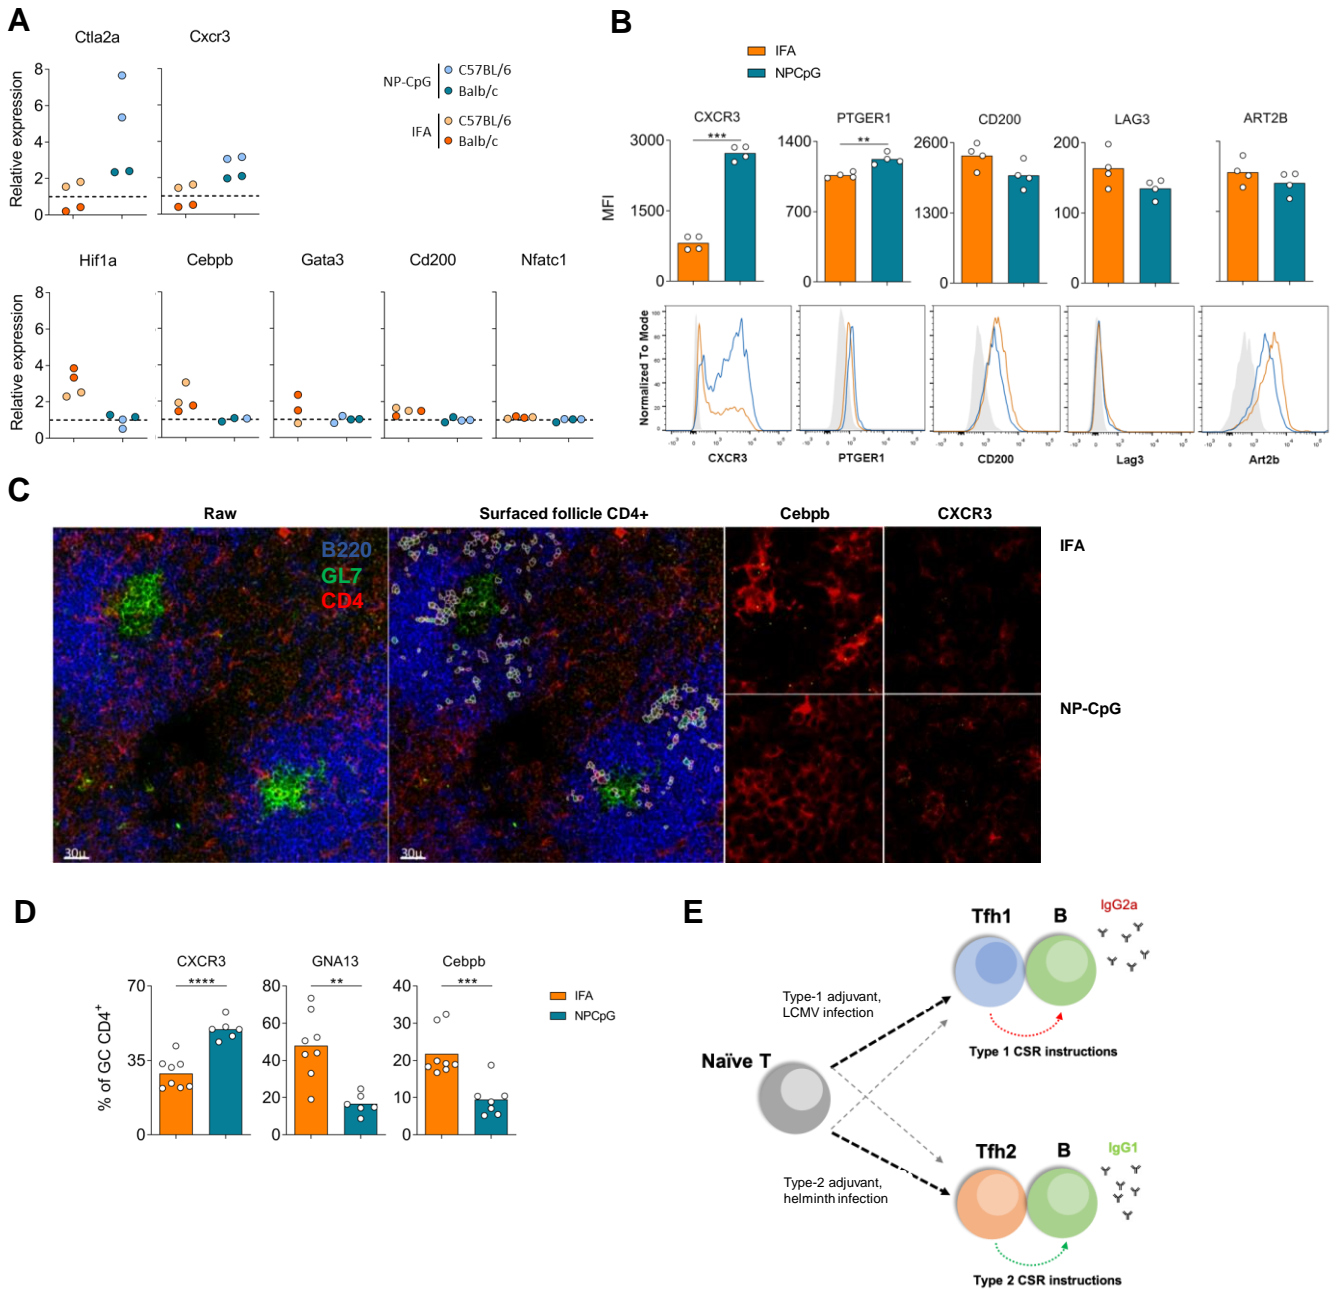 A
Ctla2a
Cxcr3
Relative expression
8
6
4
2
0
NP-CpG
C57BL/6
Balb/c
IFA
C57BL/6
Balb/c
Hif1a
Cebpb
Gata3
Cd200
Nfatc1
Relative expression
8
6
4
2
0
B
IFA
NPCpG
CXCR3
PTGER1
CD200
LAG3
ART2B
MFI
3000
1500
0
***
1400
700
0
**
2600
1300
0
200
100
0
Normalized To Mode
CXCR3
PTGER1
CD200
Lag3
Art2b
C
Raw
Surfaced follicle CD4+
Cebpb
CXCR3
B220
GL7
CD4
IFA
NP-CpG
30µ
30µ
D
CXCR3
GNA13
Cebpb
% of GC CD4+
70
35
0
****
80
60
40
20
0
**
40
30
20
10
0
***
IFA
NPCpG
E
Tfh1
B
IgG2a
Type-1 adjuvant,
LCMV infection
Type 1 CSR instructions
Naïve T
Tfh2
B
IgG1
Type-2 adjuvant,
helminth infection
Type 2 CSR instructions